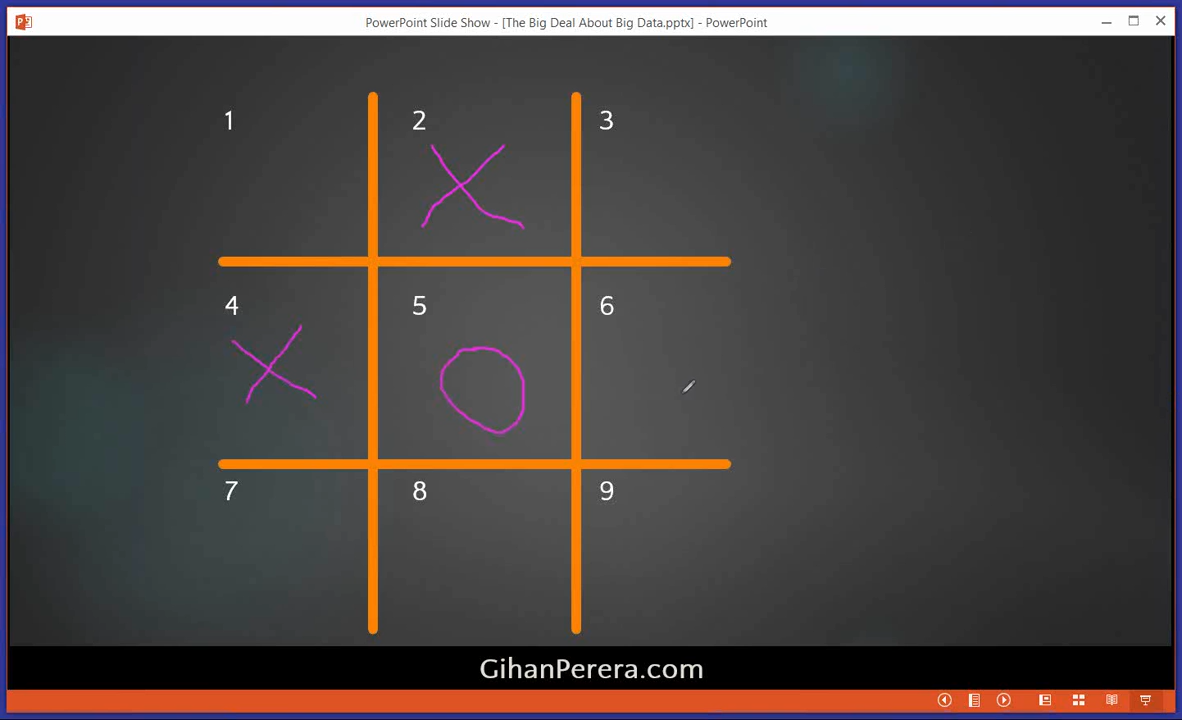 PowerPoint Slide Show - [The Big Deal About Big Data.pptx] - PowerPoint
1 2 3
X
4 5 6
X O
7 8 9
GihanPerera.com